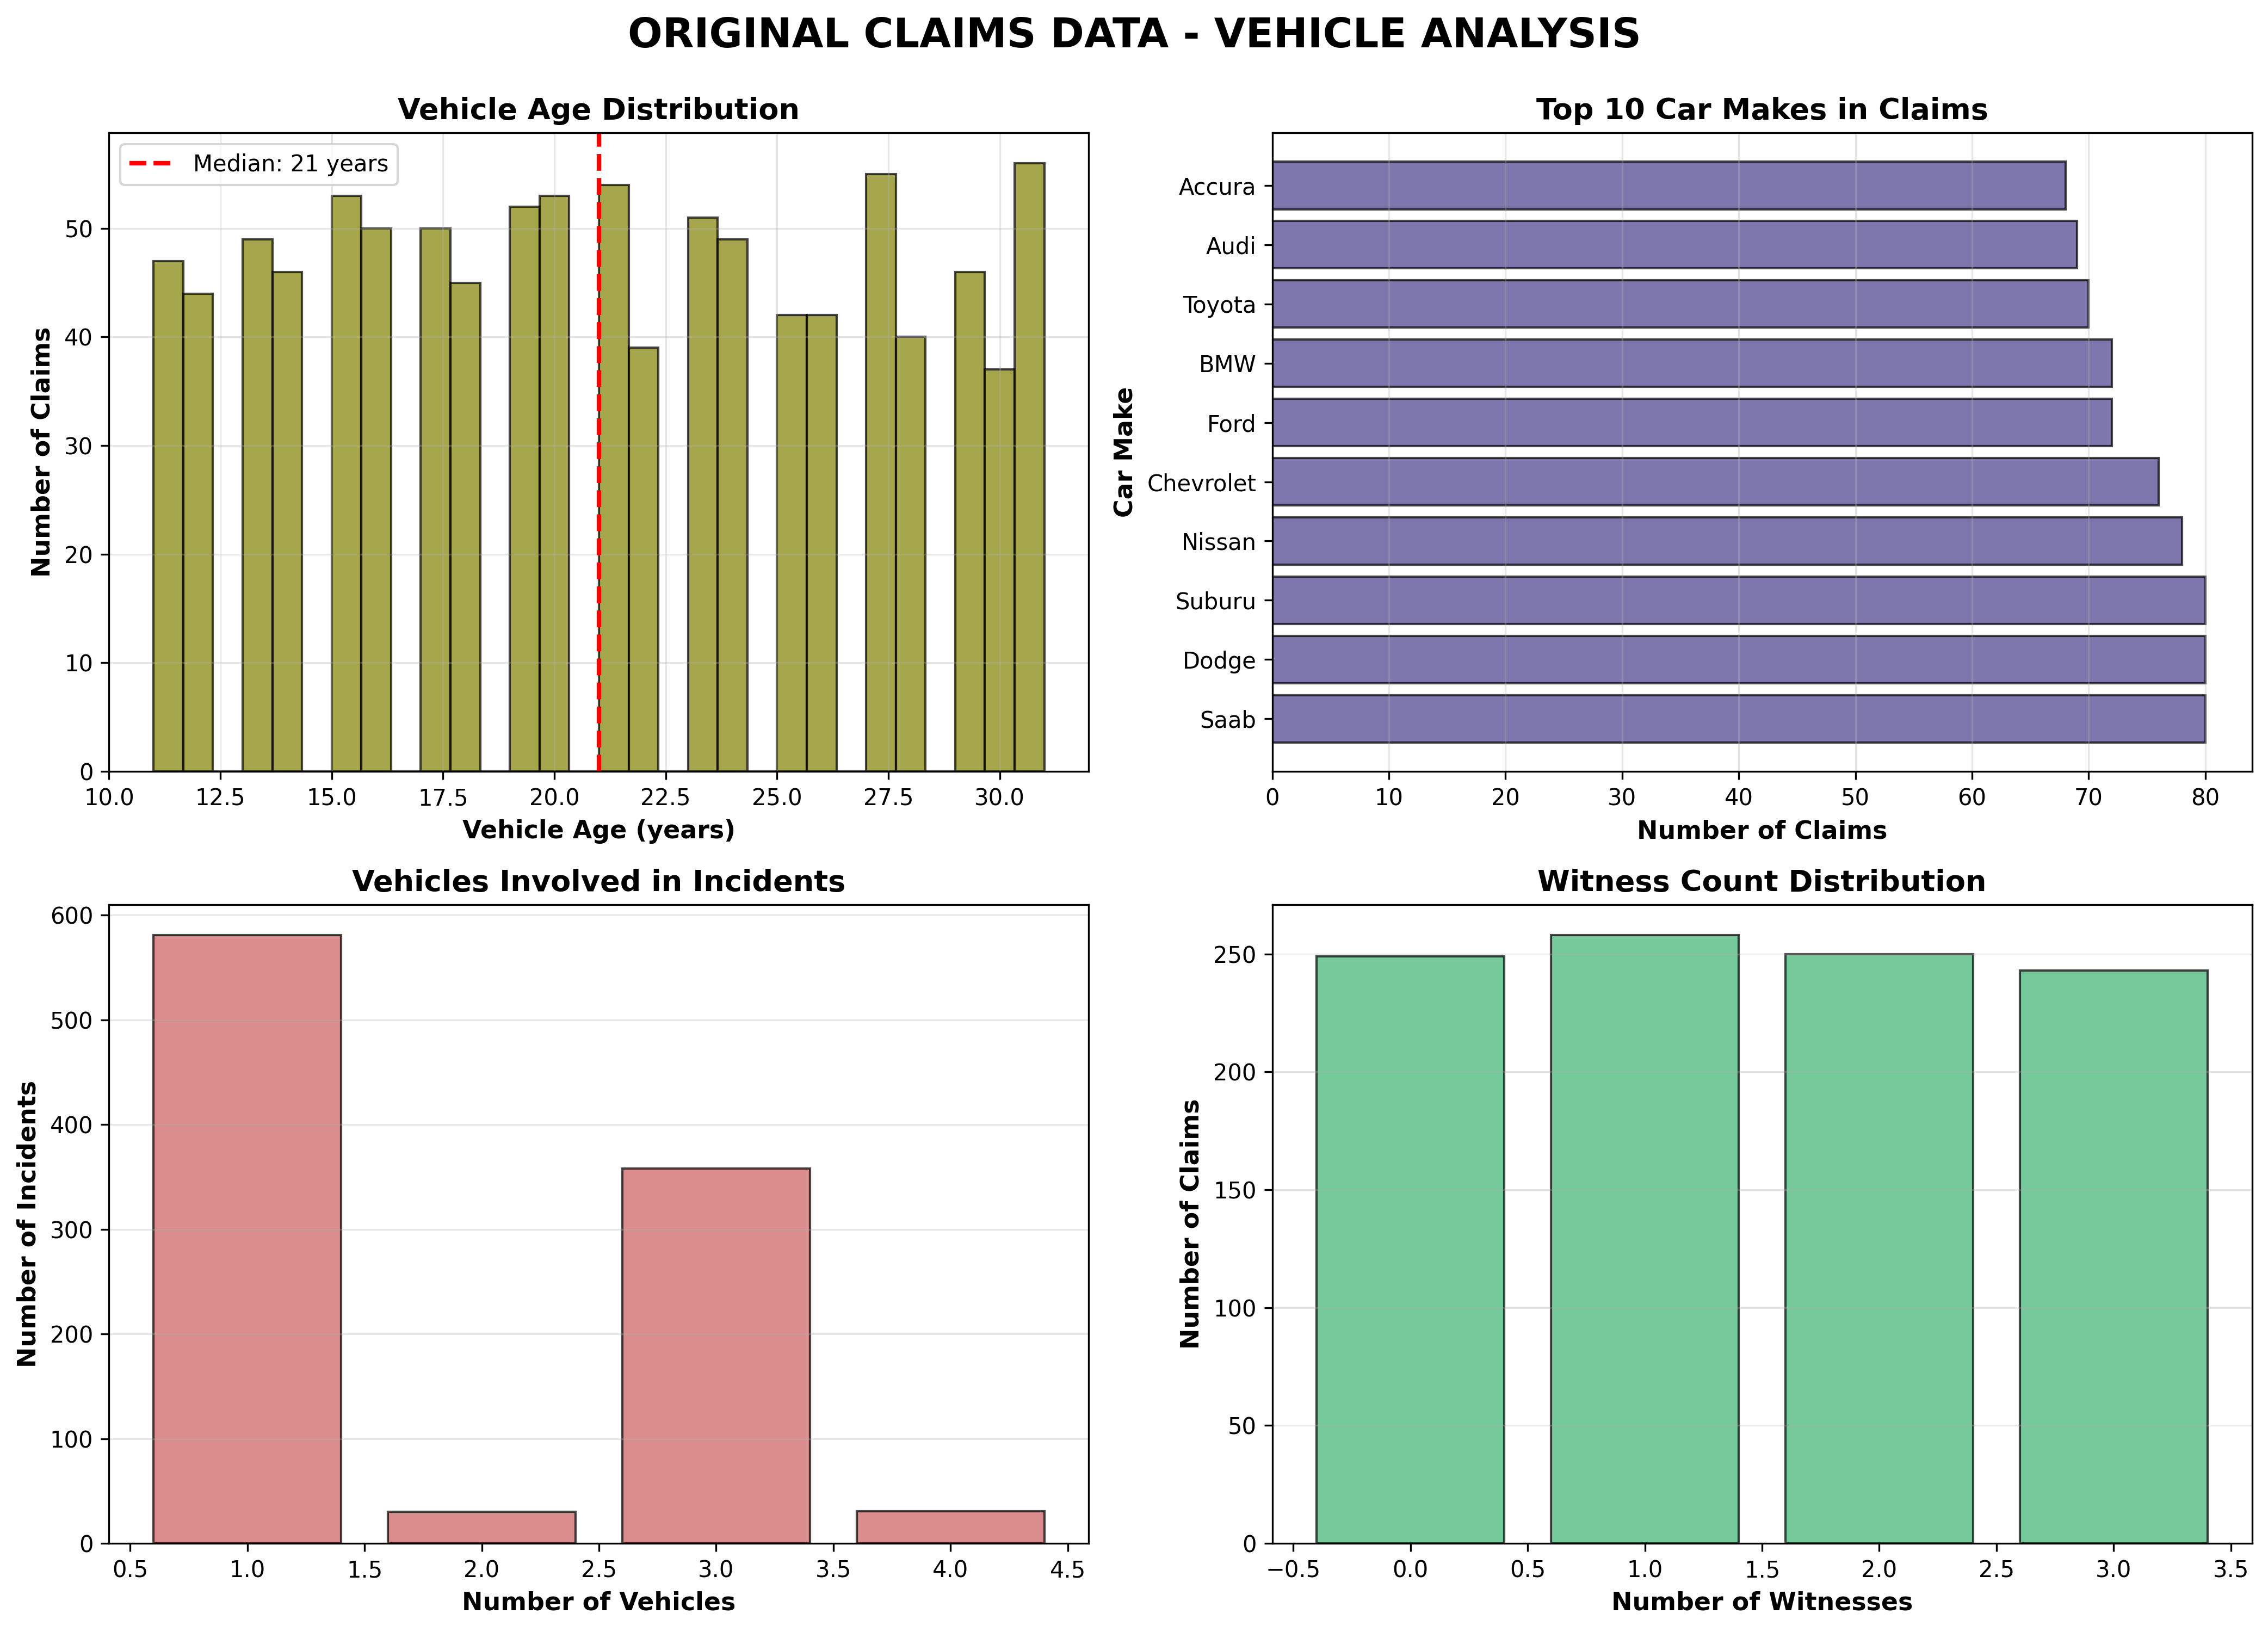 ORIGINAL CLAIMS DATA - VEHICLE ANALYSIS
Vehicle Age Distribution
Median: 21 years
Number of Claims
50
40
30
20
10
0
10.0 12.5 15.0 17.5 20.0 22.5 25.0 27.5 30.0
Vehicle Age (years)
Top 10 Car Makes in Claims
Car Make
Accura
Audi
Toyota
BMW
Ford
Chevrolet
Nissan
Suburu
Dodge
Saab
0 10 20 30 40 50 60 70 80
Number of Claims
Vehicles Involved in Incidents
Number of Incidents
600
500
400
300
200
100
0
0.5 1.0 1.5 2.0 2.5 3.0 3.5 4.0 4.5
Number of Vehicles
Witness Count Distribution
Number of Claims
250
200
150
100
50
0
−0.5 0.0 0.5 1.0 1.5 2.0 2.5 3.0 3.5
Number of Witnesses